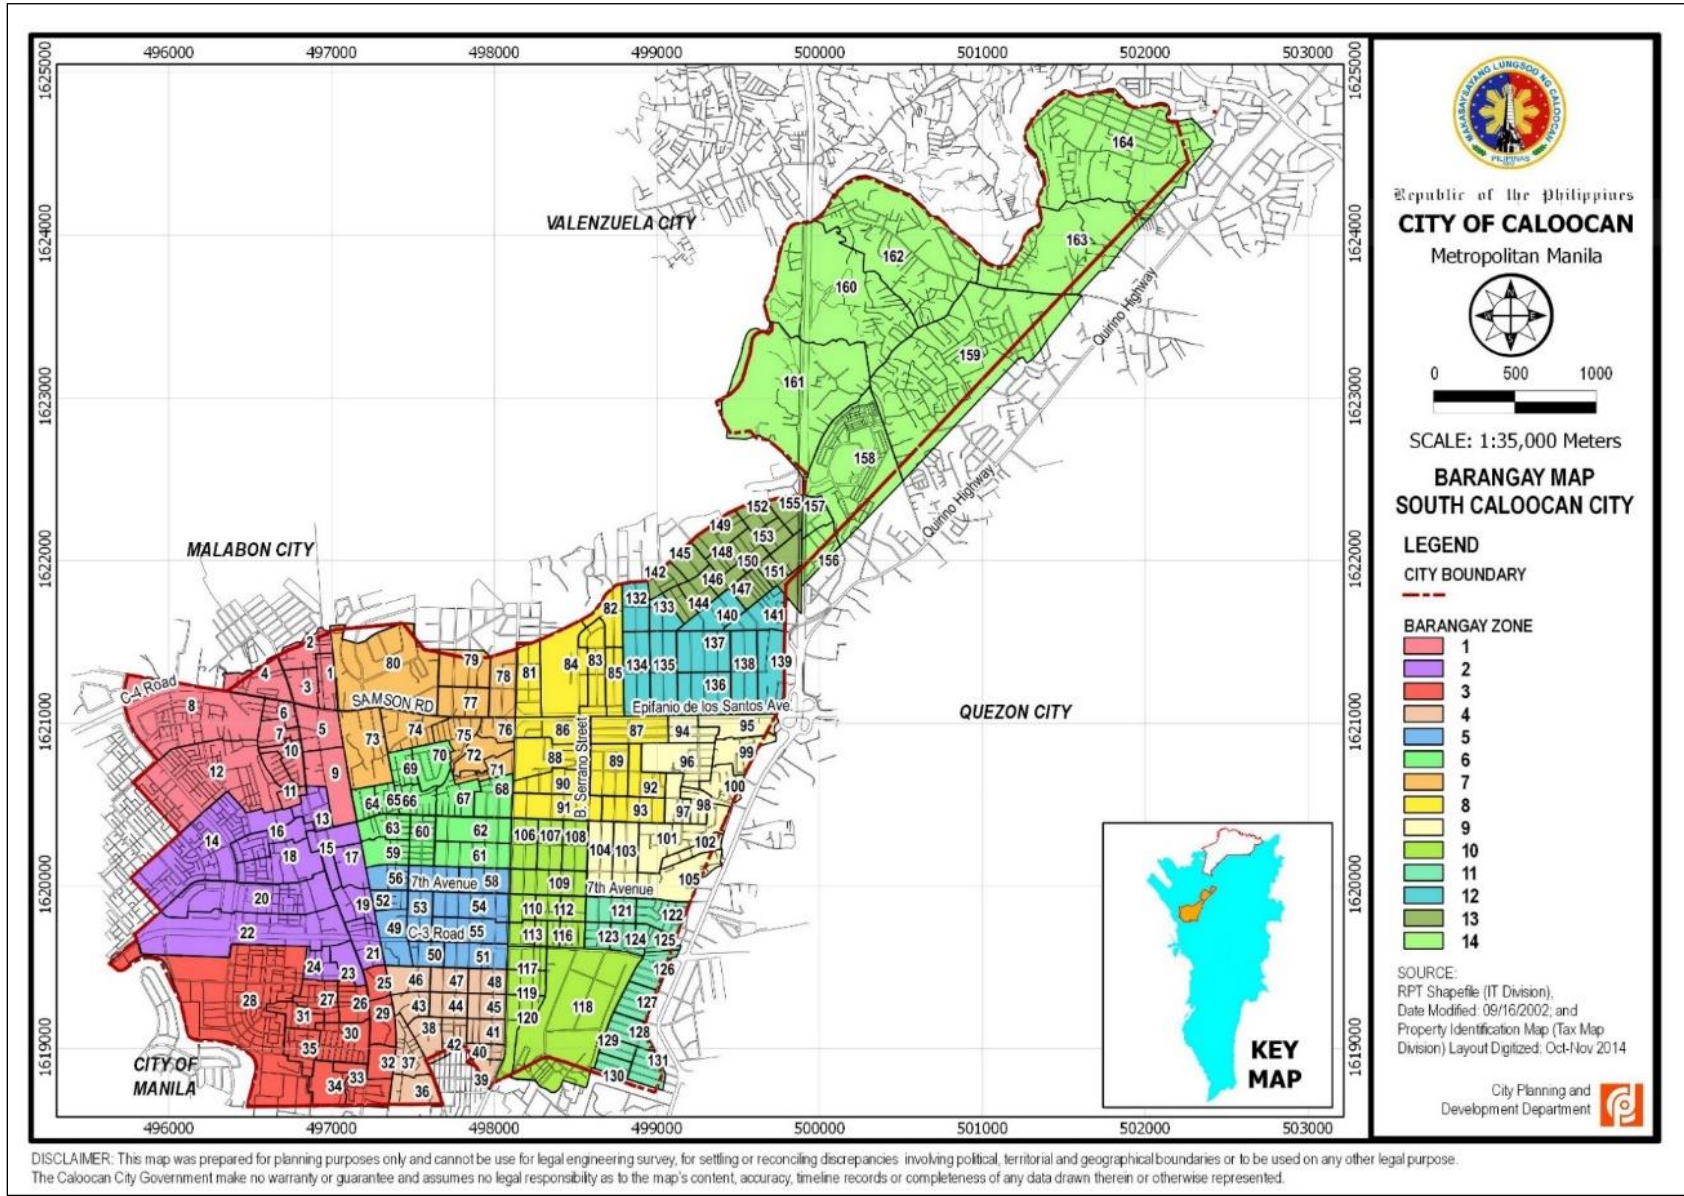 496000 497000 498000 499000 500000 501000 502000 503000
1625000 1625000
164
1624000 VALENZUELA CITY 1624000
163
162
160
Quirino Highway
159
161
1623000 1623000
158
Quirino Highway
152 155 157
149
153
145 148
MALABON CITY
1622000 150 156 1622000
142 146 151
147
132 133 144
82 140 141
2 137
80 79 84 83 134 135 138 139
4 1 78 81 85
3 136
C-4 Road
8 SAMSON RD 77 Epifanio de los Santos Ave.
1621000 QUEZON CITY 1621000
6 5 74 76 86 87 94 95
7 73 75
10 70 72 88 B. Serrano Street 89 96 99
12 9 69 71
11 68 90 92 100
64 65 66 67 91 93 97 98
13
16 63 60 62 106 107 108 101 102
14 15
18 17 59 61 104 103
56 7th Avenue 58 109 7th Avenue 105
1620000 1620000
20 19 52 53 54 110 112 121 122
22 49 C-3 Road 55 113 116 123 124 125
21 50 51
24 23 117 126
25 46 47 48
28 27 26 119 118 127
31 29 43 44 45 120
30 38 41 128
35 42 129
1619000 1619000
40
CITY OF
MANILA
32 37 131
34 33 39 130
36
496000 497000 498000 499000 500000 501000 502000 503000
KEY
MAP
MAKASAYSAYANG LUNGSOD NG CALOOCAN
PILIPINAS
Republic of the Philippines
CITY OF CALOOCAN
Metropolitan Manila
N
W E
S
0 500 1000
SCALE: 1:35,000 Meters
BARANGAY MAP
SOUTH CALOOCAN CITY
LEGEND
CITY BOUNDARY
BARANGAY ZONE
1
2
3
4
5
6
7
8
9
10
11
12
13
14
SOURCE:
RPT Shapefile (IT Division),
Date Modified: 09/16/2002; and
Property Identification Map (Tax Map
Division) Layout Digitized: Oct-Nov 2014
City Planning and
Development Department
DISCLAIMER: This map was prepared for planning purposes only and cannot be use for legal engineering survey, for settling or reconciling discrepancies involving political, territorial and geographical boundaries or to be used on any other legal purpose.
The Caloocan City Government make no warranty or guarantee and assumes no legal responsibility as to the map's content, accuracy, timeline records or completeness of any data drawn therein or otherwise represented.